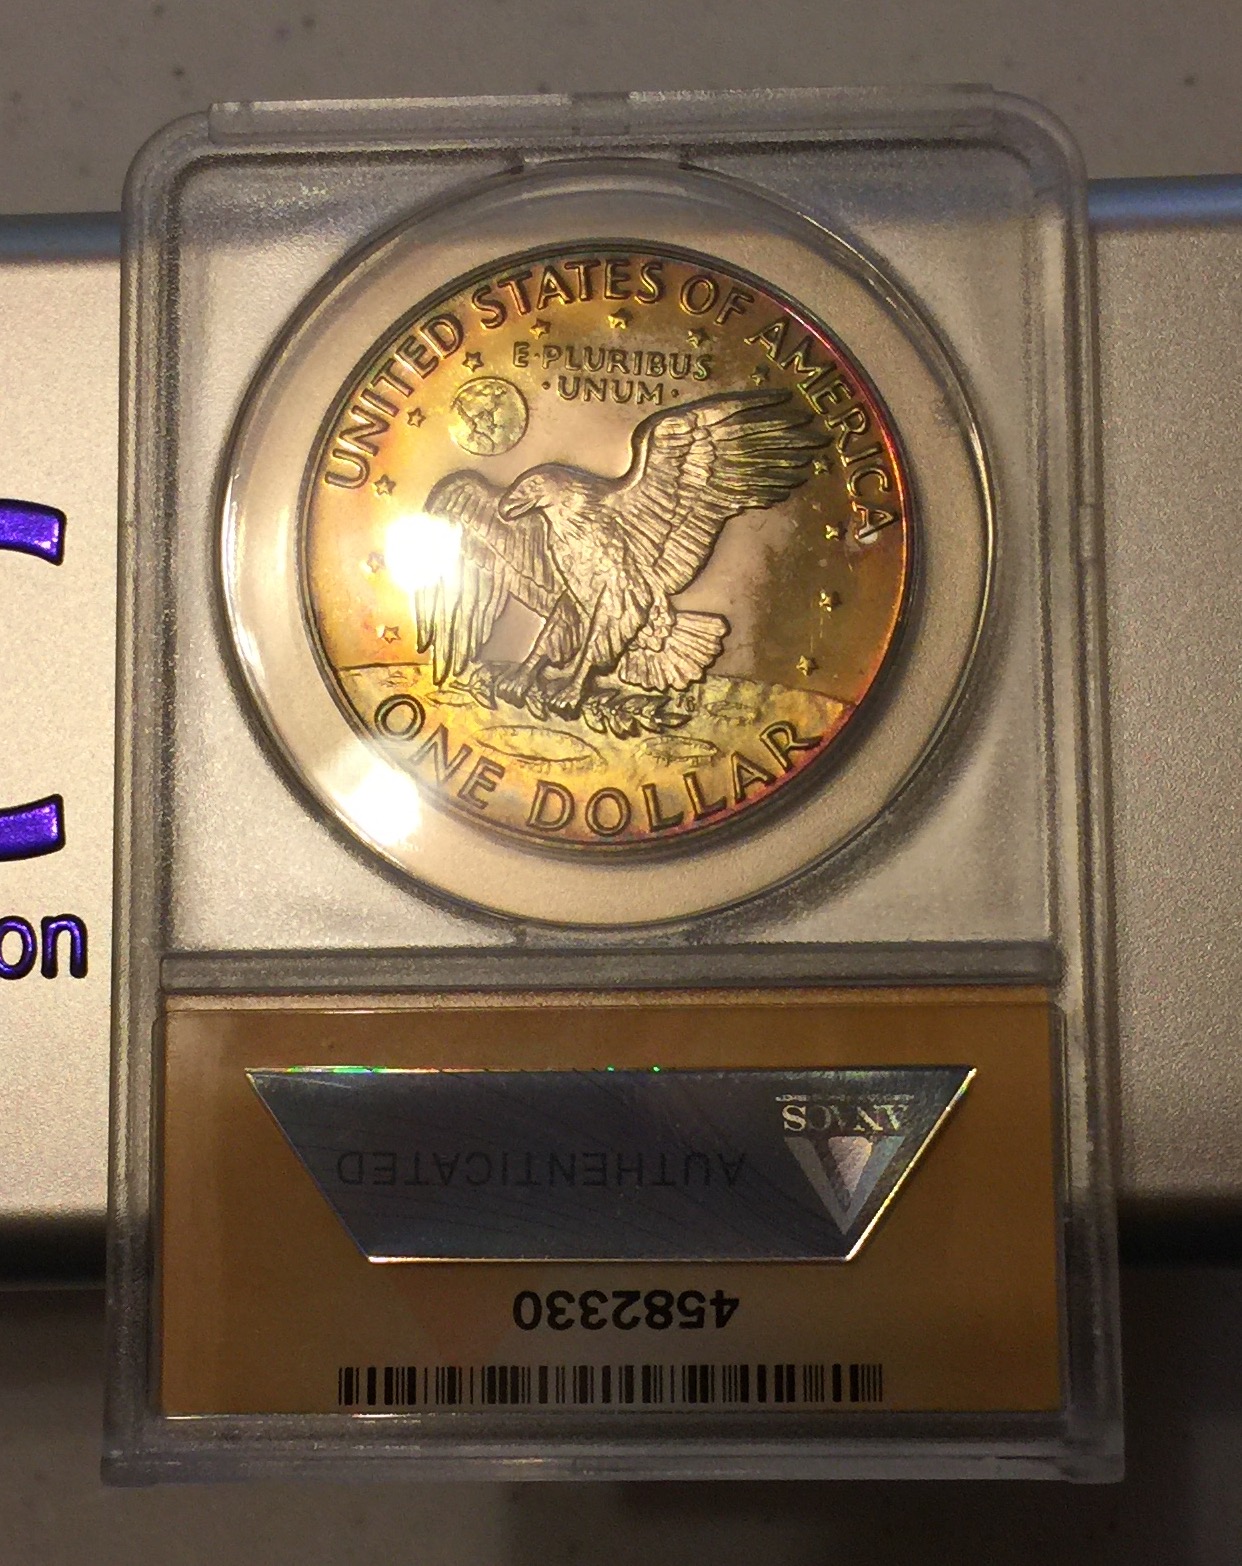 UNITED STATES OF AMERICA
E·PLURIBUS
·UNUM·
ONE DOLLAR
on
ANACS
AUTHENTICATED
4582330